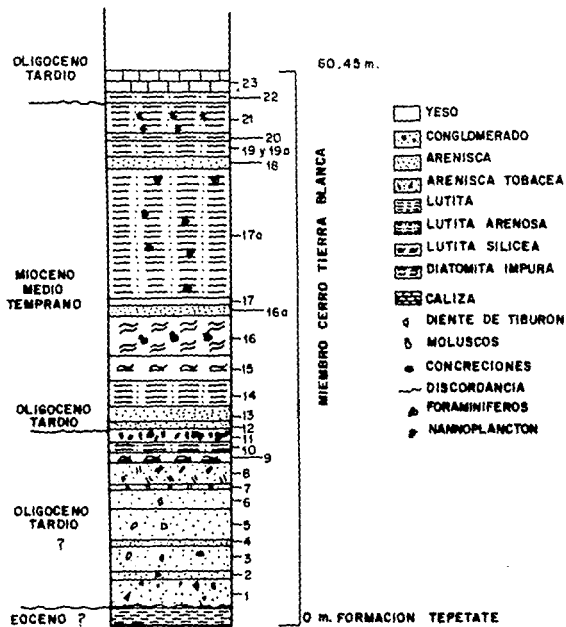 OLIGOCENO
TARDIO
MIOCENO
MEDIO
TEMPRANO
OLIGOCENO
TARDIO
OLIGOCENO
TARDIO
?
EOCENO ?
23
22
21
20
19 y 19a
18
17a
17
16a
16
15
14
13
12
11
10
9
8
7
6
5
4
3
2
1
60.45 m.
MIEMBRO CERRO TIERRA BLANCA
0 m. FORMACION TEPETATE
YESO
CONGLOMERADO
ARENISCA
ARENISCA TOBACEA
LUTITA
LUTITA ARENOSA
LUTITA SILICEA
DIATOMITA IMPURA
CALIZA
DIENTE DE TIBURON
MOLUSCOS
CONCRECIONES
DISCORDANCIA
FORAMINIFEROS
NANNOPLANCTON